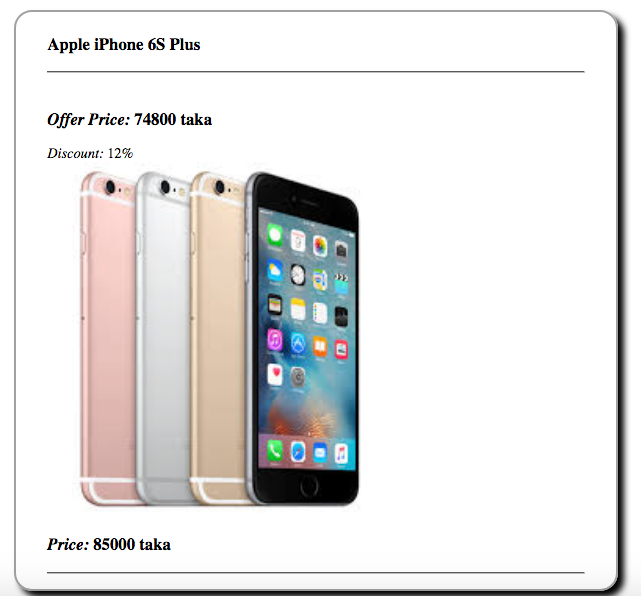 Apple iPhone 6S Plus
Offer Price: 74800 taka
Discount: 12%
Price: 85000 taka